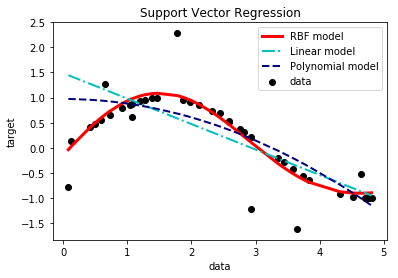 Support Vector Regression
RBF model
Linear model
Polynomial model
data
target
2.5
2.0
1.5
1.0
0.5
0.0
−0.5
−1.0
−1.5
0
1
2
3
4
5
data